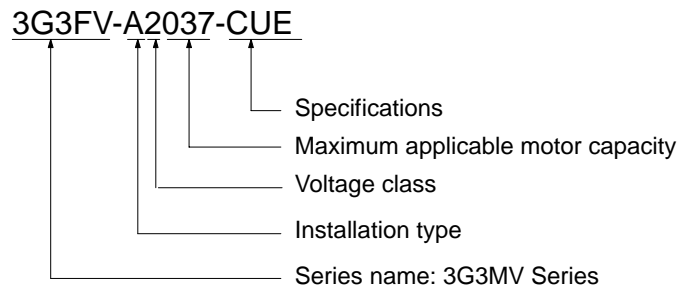 3G3FV-A2037-CUE
Specifications
Maximum applicable motor capacity
Voltage class
Installation type
Series name: 3G3MV Series